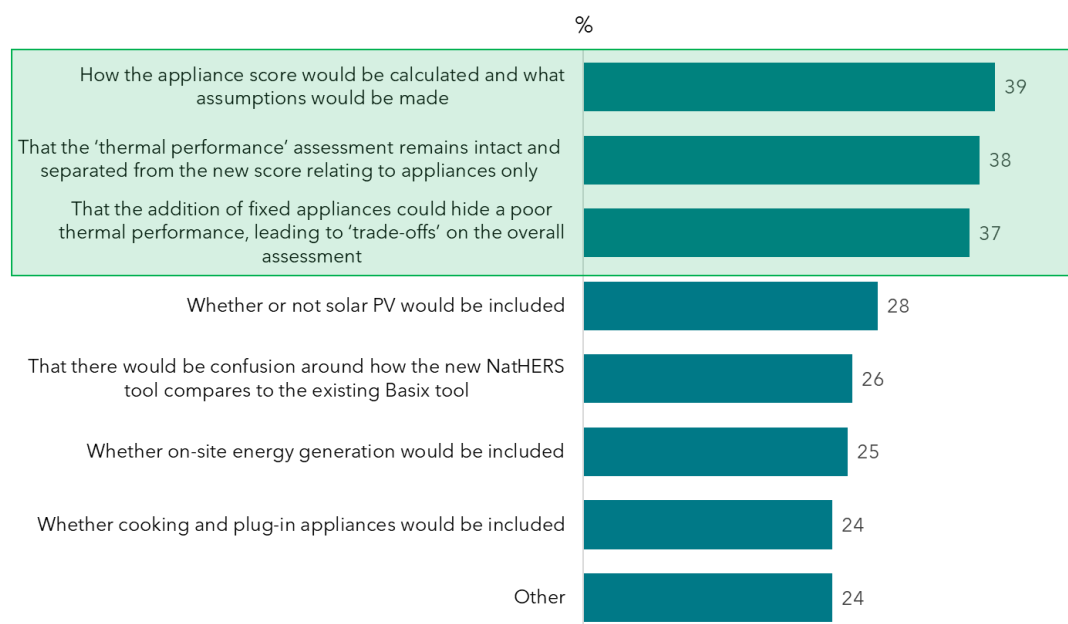 %
How the appliance score would be calculated and what
assumptions would be made
39
That the ‘thermal performance’ assessment remains intact and
separated from the new score relating to appliances only
38
That the addition of fixed appliances could hide a poor
thermal performance, leading to ‘trade-offs’ on the overall
assessment
37
Whether or not solar PV would be included
28
That there would be confusion around how the new NatHERS
tool compares to the existing Basix tool
26
Whether on-site energy generation would be included
25
Whether cooking and plug-in appliances would be included
24
Other
24